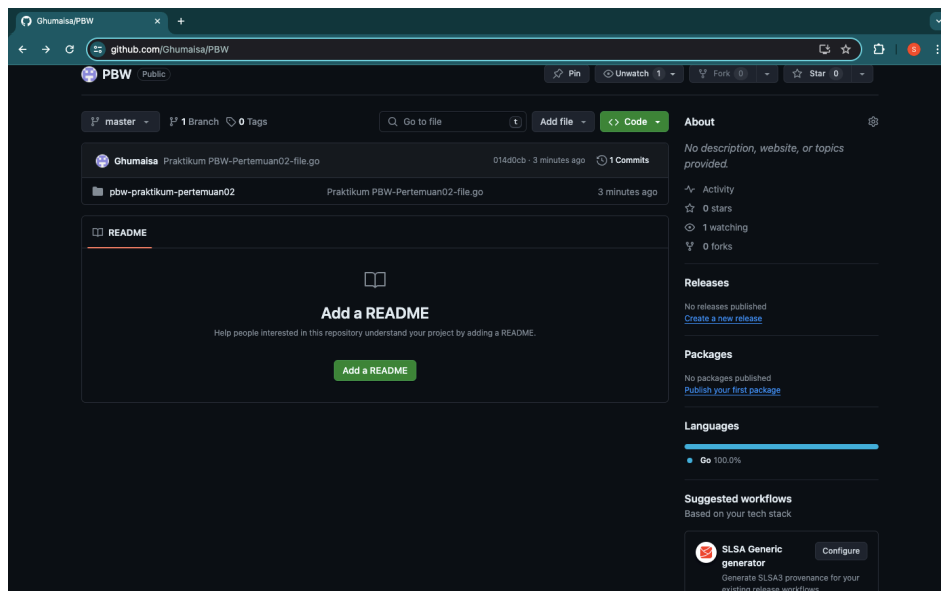 Ghumaisa/PBW
github.com/Ghumaisa/PBW
S
PBW Public
Pin
Unwatch 1
Fork 0
Star 0
master
1 Branch
0 Tags
Go to file
t
Add file
Code
Ghumaisa Praktikum PBW-Pertemuan02-file.go
014d0cb · 3 minutes ago
1 Commits
pbw-praktikum-pertemuan02
Praktikum PBW-Pertemuan02-file.go
3 minutes ago
README
Add a README
Help people interested in this repository understand your project by adding a README.
Add a README
About
No description, website, or topics
provided.
Activity
0 stars
1 watching
0 forks
Releases
No releases published
Create a new release
Packages
No packages published
Publish your first package
Languages
Go 100.0%
Suggested workflows
Based on your tech stack
SLSA Generic
generator
Configure
Generate SLSA3 provenance for your
existing release workflows